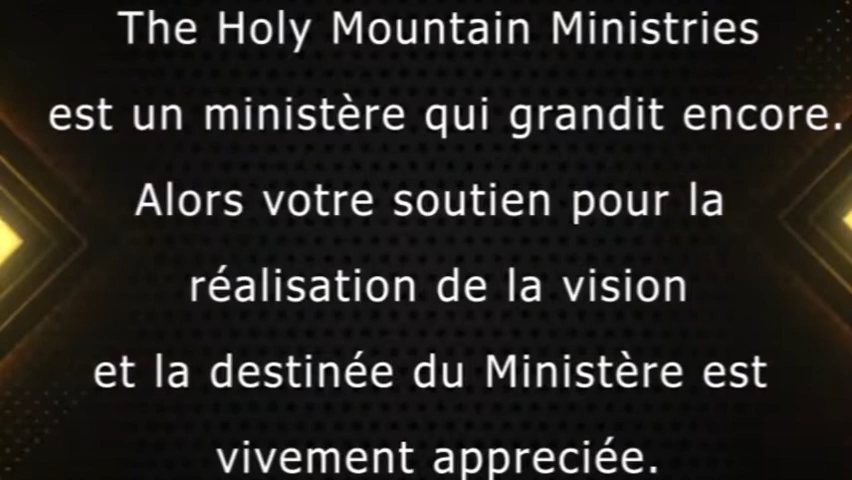 The Holy Mountain Ministries
est un ministère qui grandit encore.
Alors votre soutien pour la
réalisation de la vision
et la destinée du Ministère est
vivement appreciée.